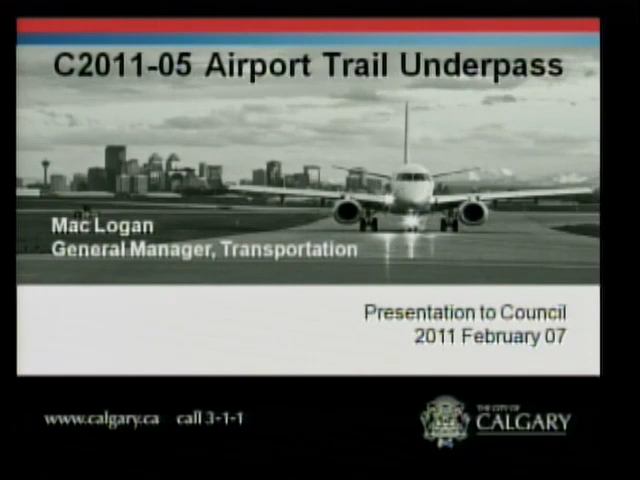 C2011-05 Airport Trail Underpass
Mac Logan
General Manager, Transportation
Presentation to Council
2011 February 07
www.calgary.ca call 3-1-1
THE CITY OF
CALGARY